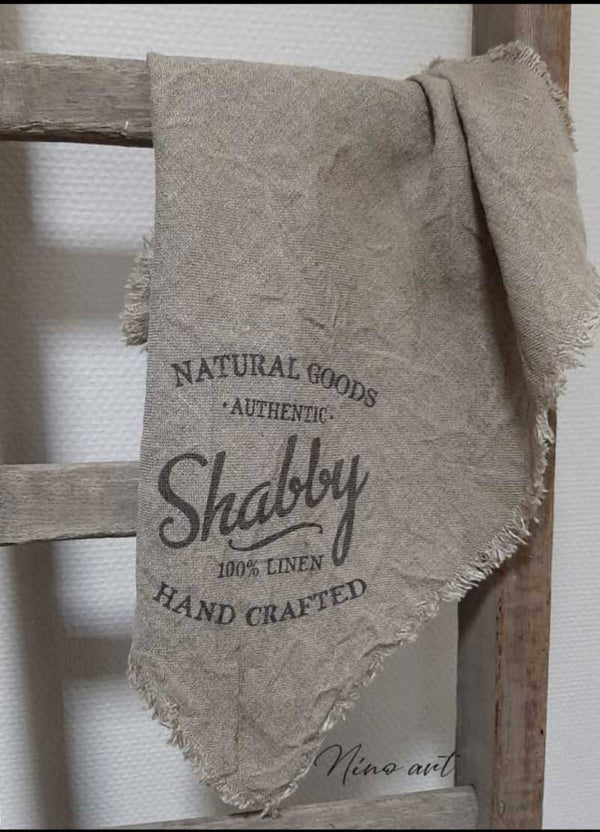 NATURAL GOODS
·AUTHENTIC·
Shabby
100% LINEN
HAND CRAFTED
Nino art